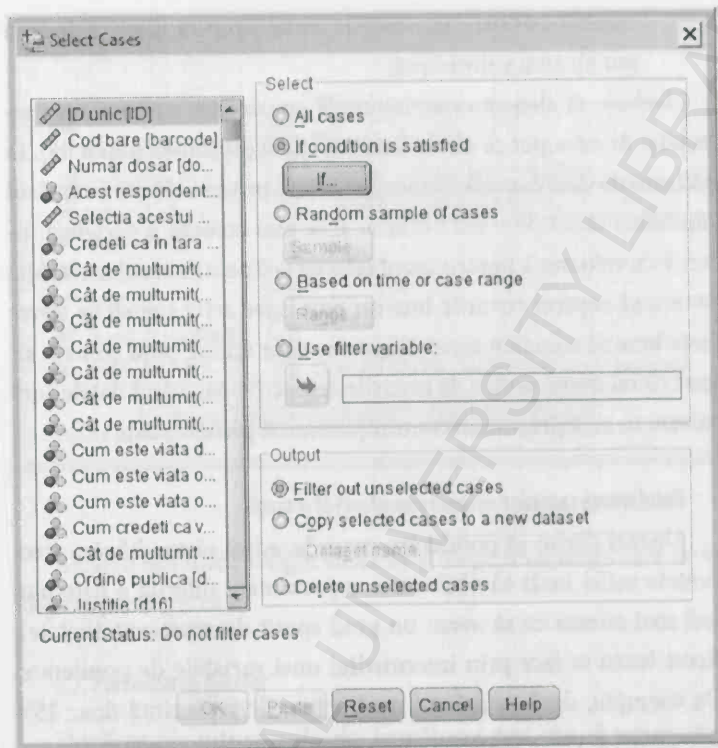 Select Cases
ID unic [ID]
Cod bare [barcode]
Numar dosar [do...
Acest respondent...
Selectia acestui ...
Credeti ca în tara ...
Cât de multumit(...
Cât de multumit(...
Cât de multumit(...
Cât de multumit(...
Cât de multumit(...
Cât de multumit(...
Cât de multumit(...
Cum este viata d...
Cum este viata o...
Cum este viata o...
Cum credeti ca v...
Cât de multumit ...
Ordine publica [d...
Justitie [d16]
Current Status: Do not filter cases
Select
All cases
If condition is satisfied
If...
Random sample of cases
Sample...
Based on time or case range
Range...
Use filter variable:
Output
Filter out unselected cases
Copy selected cases to a new dataset
Dataset name:
Delete unselected cases
OK Paste Reset Cancel Help
UNIVERSITY LIBRA